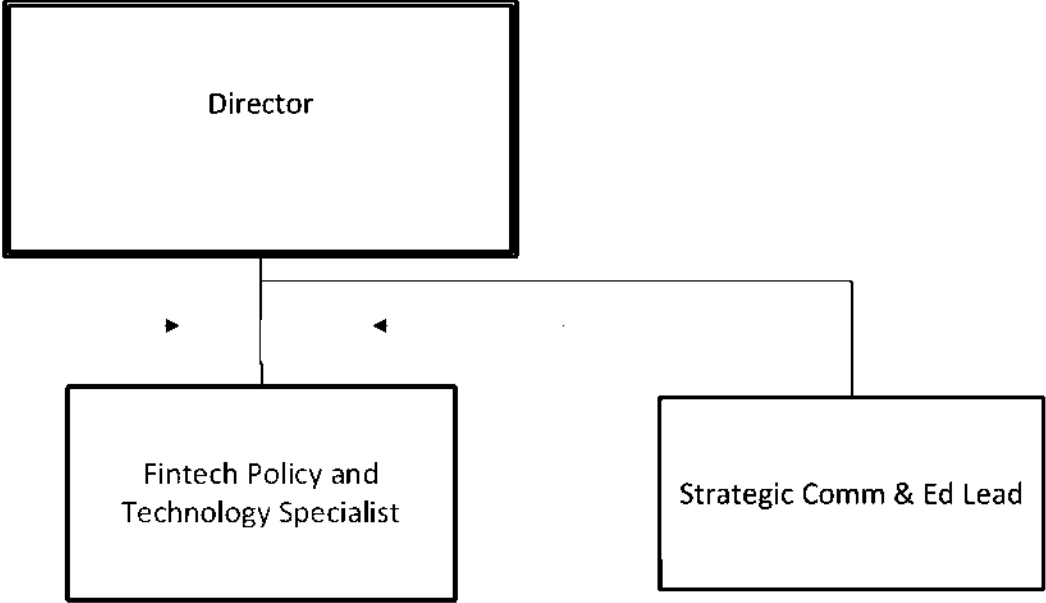 Director
Fintech Policy and
Technology Specialist
Strategic Comm & Ed Lead